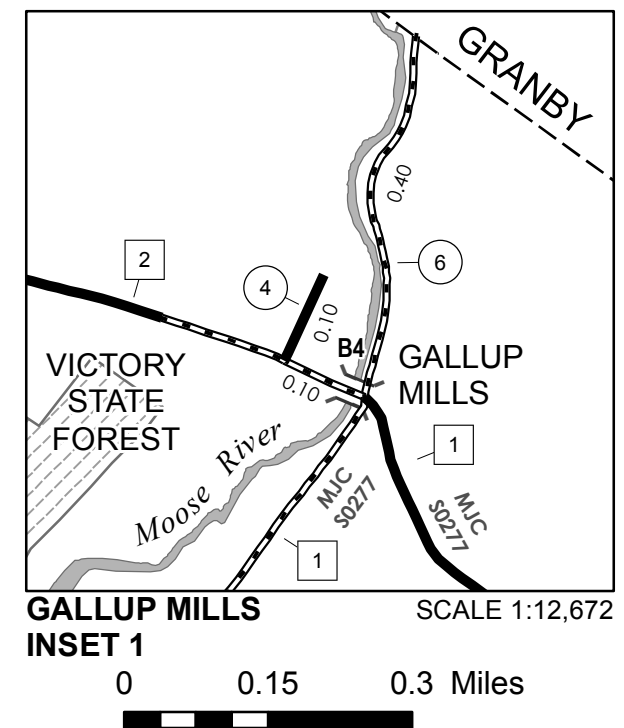 GRANBY
0.40
2
4
6
0.10
B4
VICTORY
STATE
FOREST
GALLUP
MILLS
0.10
Moose River
1
MJC
S0277
MJC
S0277
1
GALLUP MILLS
INSET 1
SCALE 1:12,672
0 0.15 0.3 Miles